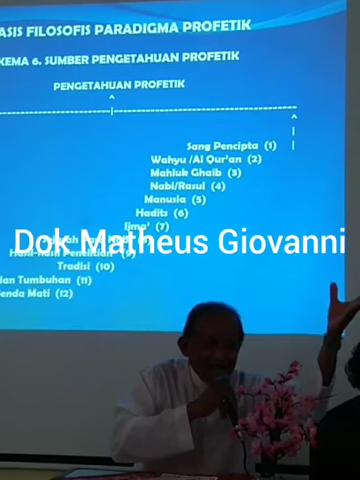 ASIS FILOSOFIS PARADIGMA PROFETIK
KEMA 6. SUMBER PENGETAHUAN PROFETIK
PENGETAHUAN PROFETIK
Sang Pencipta (1)
Wahyu /Al Qur'an (2)
Mahluk Ghaib (3)
Nabi/Rasul (4)
Manusia (5)
Hadits (6)
Ijma' (7)
Dok Matheus Giovanni
Hasil-hasil Penelitian (9)
Tradisi (10)
dan Tumbuhan (11)
enda Mati (12)